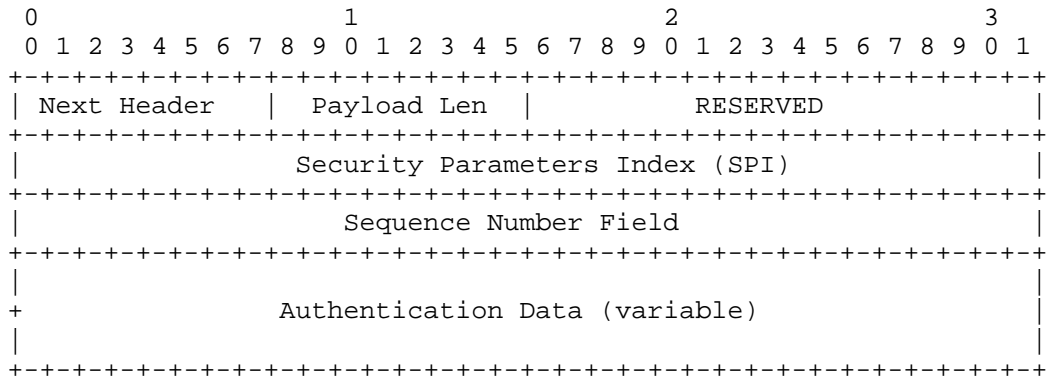 0                   1                   2                   3
 0 1 2 3 4 5 6 7 8 9 0 1 2 3 4 5 6 7 8 9 0 1 2 3 4 5 6 7 8 9 0 1
+-+-+-+-+-+-+-+-+-+-+-+-+-+-+-+-+-+-+-+-+-+-+-+-+-+-+-+-+-+-+-+-+
| Next Header   |  Payload Len  |          RESERVED             |
+-+-+-+-+-+-+-+-+-+-+-+-+-+-+-+-+-+-+-+-+-+-+-+-+-+-+-+-+-+-+-+-+
|                 Security Parameters Index (SPI)               |
+-+-+-+-+-+-+-+-+-+-+-+-+-+-+-+-+-+-+-+-+-+-+-+-+-+-+-+-+-+-+-+-+
|                    Sequence Number Field                      |
+-+-+-+-+-+-+-+-+-+-+-+-+-+-+-+-+-+-+-+-+-+-+-+-+-+-+-+-+-+-+-+-+
|                                                               |
+                Authentication Data (variable)                 |
|                                                               |
+-+-+-+-+-+-+-+-+-+-+-+-+-+-+-+-+-+-+-+-+-+-+-+-+-+-+-+-+-+-+-+-+